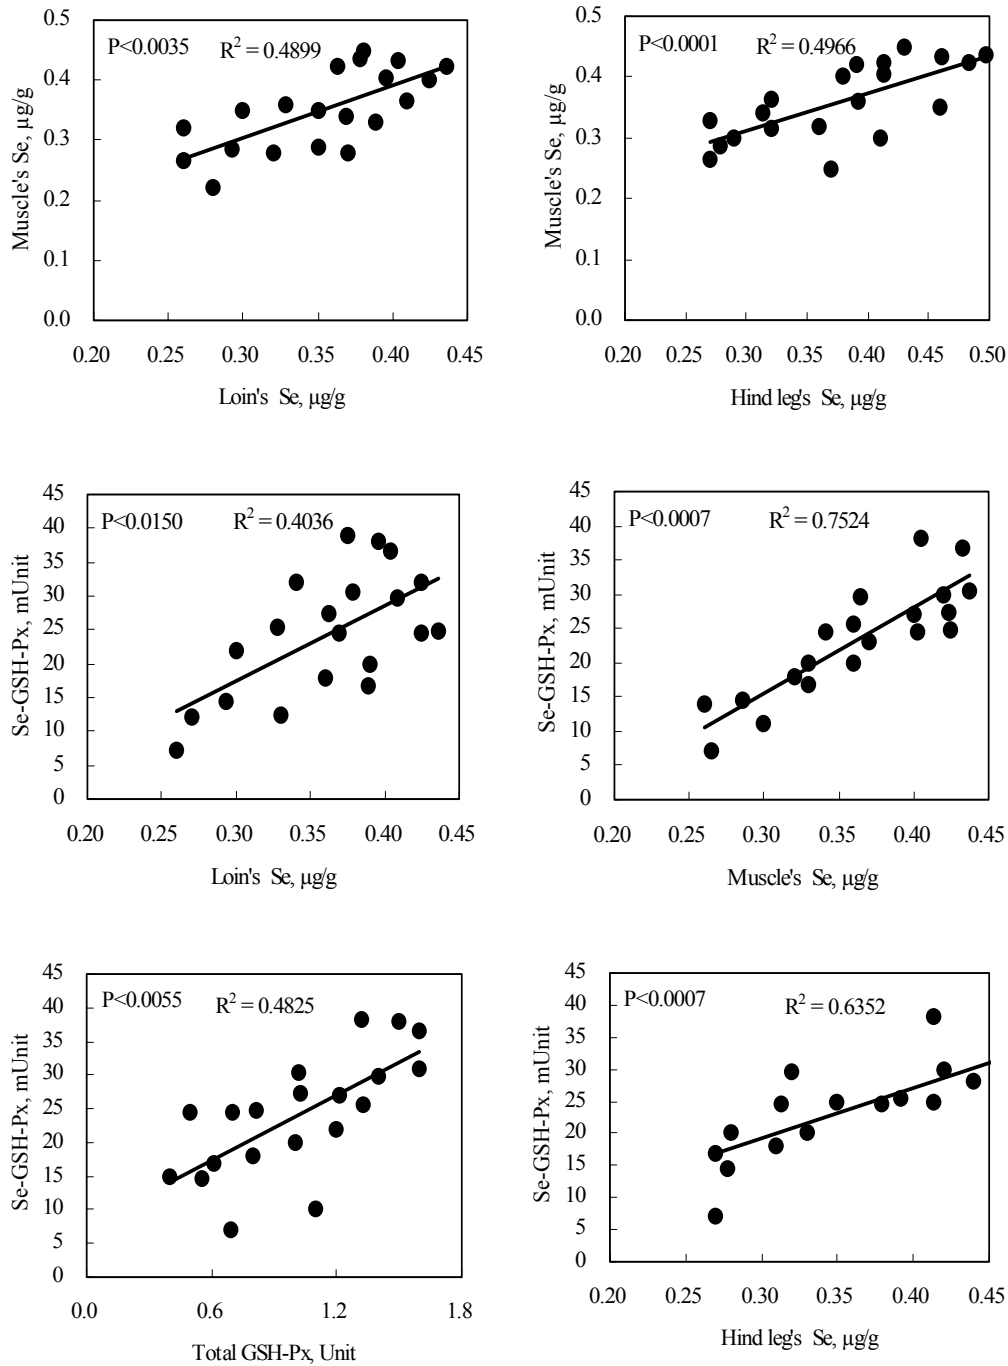 P<0.0035 R² = 0.4899
0.5
0.4
0.3
0.2
0.1
0.0
Muscle's Se, µg/g
0.20 0.25 0.30 0.35 0.40 0.45
Loin's Se, µg/g
P<0.0001 R² = 0.4966
0.5
0.4
0.3
0.2
0.1
0.0
Muscle's Se, µg/g
0.20 0.25 0.30 0.35 0.40 0.45 0.50
Hind leg's Se, µg/g
P<0.0150 R² = 0.4036
45
40
35
30
25
20
15
10
5
0
Se-GSH-Px, mUnit
0.20 0.25 0.30 0.35 0.40 0.45
Loin's Se, µg/g
P<0.0007 R² = 0.7524
45
40
35
30
25
20
15
10
5
0
Se-GSH-Px, mUnit
0.20 0.25 0.30 0.35 0.40 0.45
Muscle's Se, µg/g
P<0.0055 R² = 0.4825
45
40
35
30
25
20
15
10
5
0
Se-GSH-Px, mUnit
0.0 0.6 1.2 1.8
Total GSH-Px, Unit
P<0.0007 R² = 0.6352
45
40
35
30
25
20
15
10
5
0
Se-GSH-Px, mUnit
0.20 0.25 0.30 0.35 0.40 0.45
Hind leg's Se, µg/g